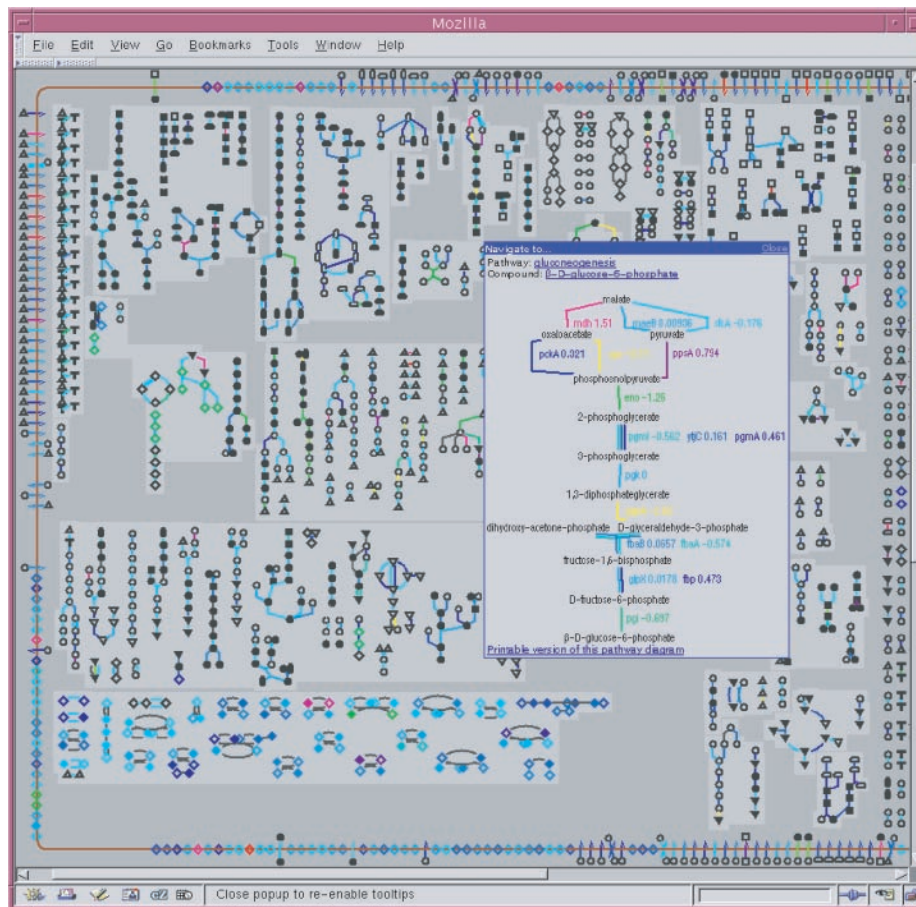 Mozilla
File Edit View Go Bookmarks Tools Window Help
Navigate to... Close
Pathway: gluconeogenesis
Compound: β-D-glucose-6-phosphate
malate
mdh 1.51 maeB 0.00906 sfcA -0.176
oxaloacetate pyruvate
pckA 0.321 ppsA 0.794
phosphoenolpyruvate
eno -1.26
2-phosphoglycerate
pgmI -0.562 ytjC 0.161 pgmA 0.461
3-phosphoglycerate
pgk 0
1,3-diphosphateglycerate
dihydroxy-acetone-phosphate D-glyceraldehyde-3-phosphate
fbaB 0.0657 fbaA -0.574
fructose-1,6-bisphosphate
glpX 0.0178 fbp 0.473
D-fructose-6-phosphate
pgi -0.697
β-D-glucose-6-phosphate
Printable version of this pathway diagram
Close popup to re-enable tooltips